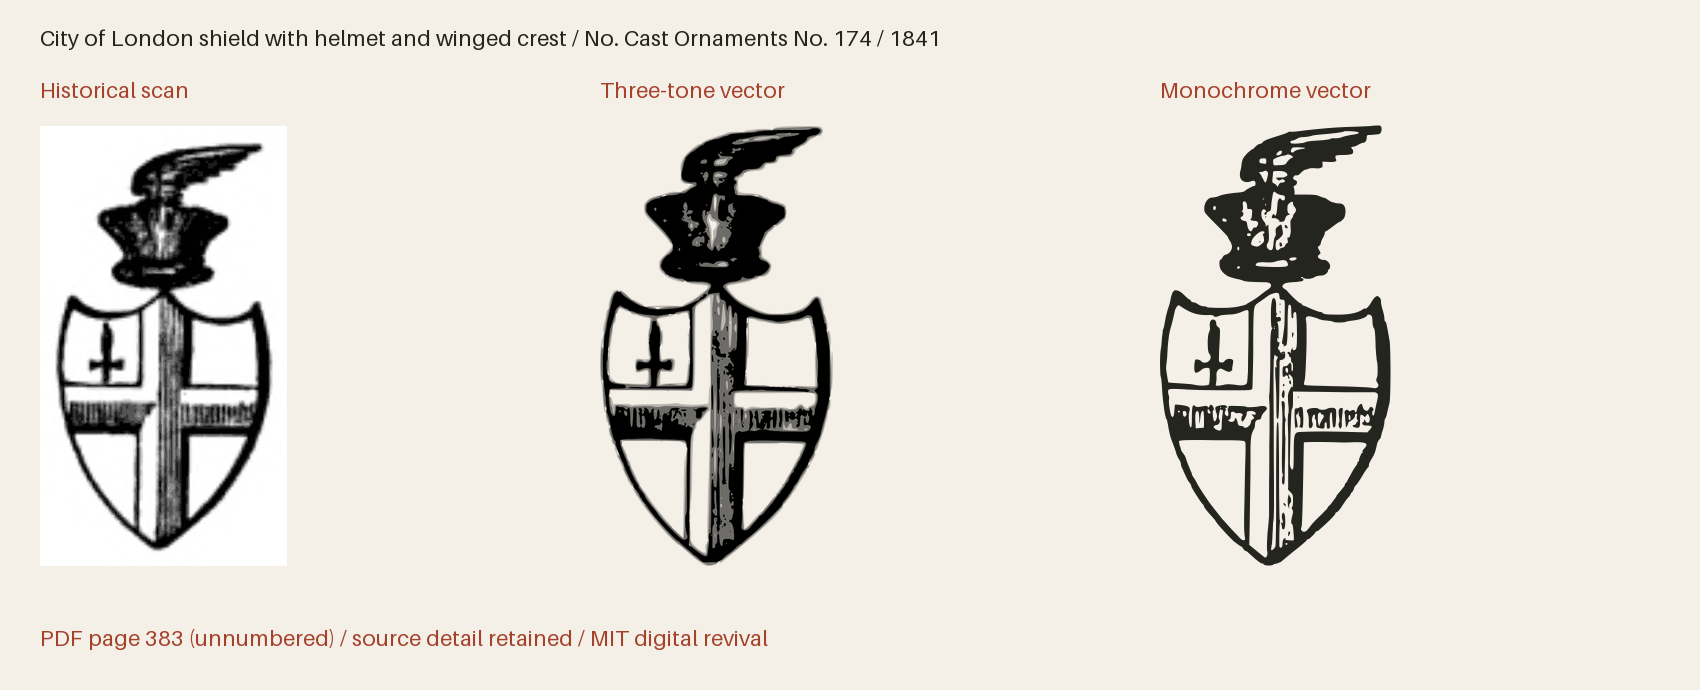 City of London shield with helmet and winged crest / No. Cast Ornaments No. 174 / 1841
Historical scan
Three-tone vector
Monochrome vector
PDF page 383 (unnumbered) / source detail retained / MIT digital revival